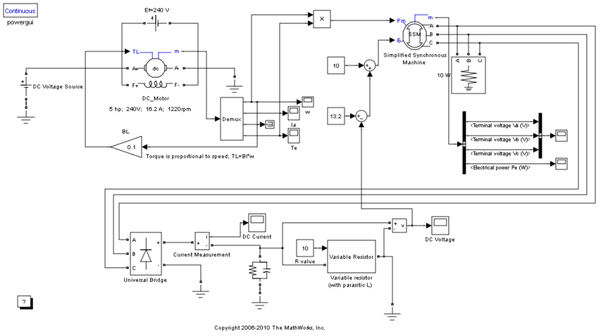 Continuous
powergui
Ef=240 V
TL
m
A+
dc
A-
F+
F-
DC Voltage Source
DC_Motor
5 hp; 240V; 16.2 A; 1220rpm
Demux
w
Ia
Te
BL
0.1
Torque is proportional to speed; TL=Bl*w
×
10
13.2
Pm
E
SSM
m
A
B
C
Simplified Synchronous
Machine
A B C
10 W
<Terminal voltage Va (V)>
<Terminal voltage Vb (V)>
<Terminal voltage Vb (V)>
<Electrical power Pe (W)>
A
B
C
+
-
Universal Bridge
+
i
-
Current Measurement
DC Current
10
R value
Variable Resistor
Variable resistor
(with parasitic L)
+
-
v
DC Voltage
?
Copyright 2006-2010 The MathWorks, Inc.